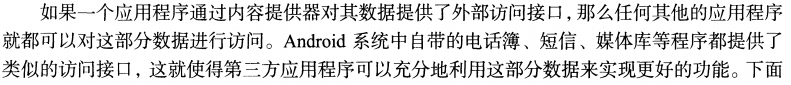 如果一个应用程序通过内容提供器对其数据提供了外部访问接口，那么任何其他的应用程序
就都可以对这部分数据进行访问。Android 系统中自带的电话簿、短信、媒体库等程序都提供了
类似的访问接口，这就使得第三方应用程序可以充分地利用这部分数据来实现更好的功能。下面